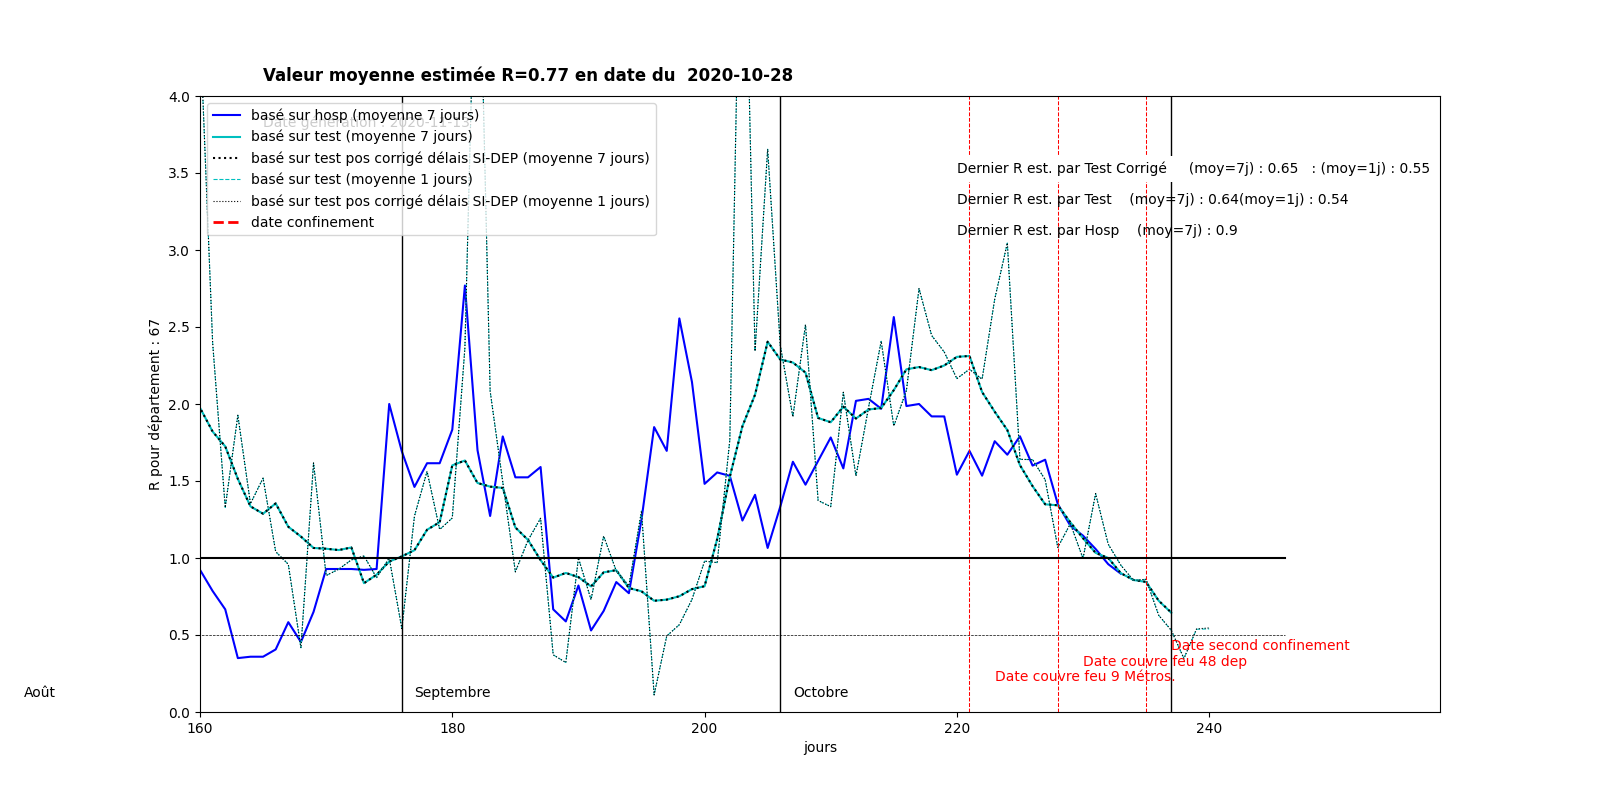 Valeur moyenne estimée R=0.77 en date du  2020-10-28
4.0
3.5
3.0
2.5
2.0
1.5
1.0
0.5
0.0
R pour département : 67
basé sur hosp (moyenne 7 jours)
basé sur test (moyenne 7 jours)
basé sur test pos corrigé délais SI-DEP (moyenne 7 jours)
basé sur test (moyenne 1 jours)
basé sur test pos corrigé délais SI-DEP (moyenne 1 jours)
date confinement
Dernier R est. par Test Corrigé     (moy=7j) : 0.65   : (moy=1j) : 0.55
Dernier R est. par Test    (moy=7j) : 0.64(moy=1j) : 0.54
Dernier R est. par Hosp    (moy=7j) : 0.9
Date second confinement
Date couvre feu 48 dep
Date couvre feu 9 Métros.
Août
Septembre
Octobre
160
180
200
220
240
jours